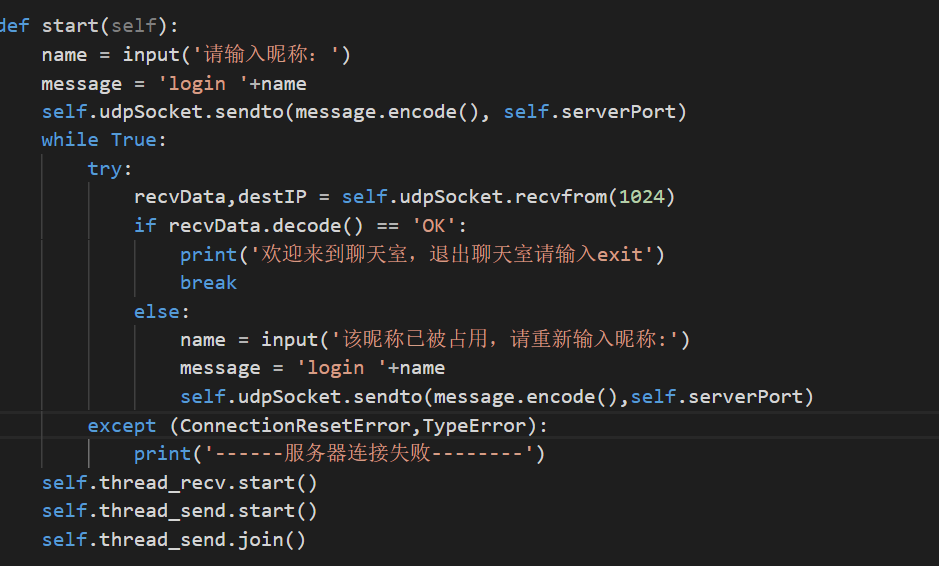 def start(self):
    name = input('请输入昵称：')
    message = 'login '+name
    self.udpSocket.sendto(message.encode(), self.serverPort)
    while True:
        try:
            recvData,destIP = self.udpSocket.recvfrom(1024)
            if recvData.decode() == 'OK':
                print('欢迎来到聊天室，退出聊天室请输入exit')
                break
            else:
                name = input('该昵称已被占用，请重新输入昵称:')
                message = 'login '+name
                self.udpSocket.sendto(message.encode(),self.serverPort)
        except (ConnectionResetError,TypeError):
            print('------服务器连接失败--------')
    self.thread_recv.start()
    self.thread_send.start()
    self.thread_send.join()